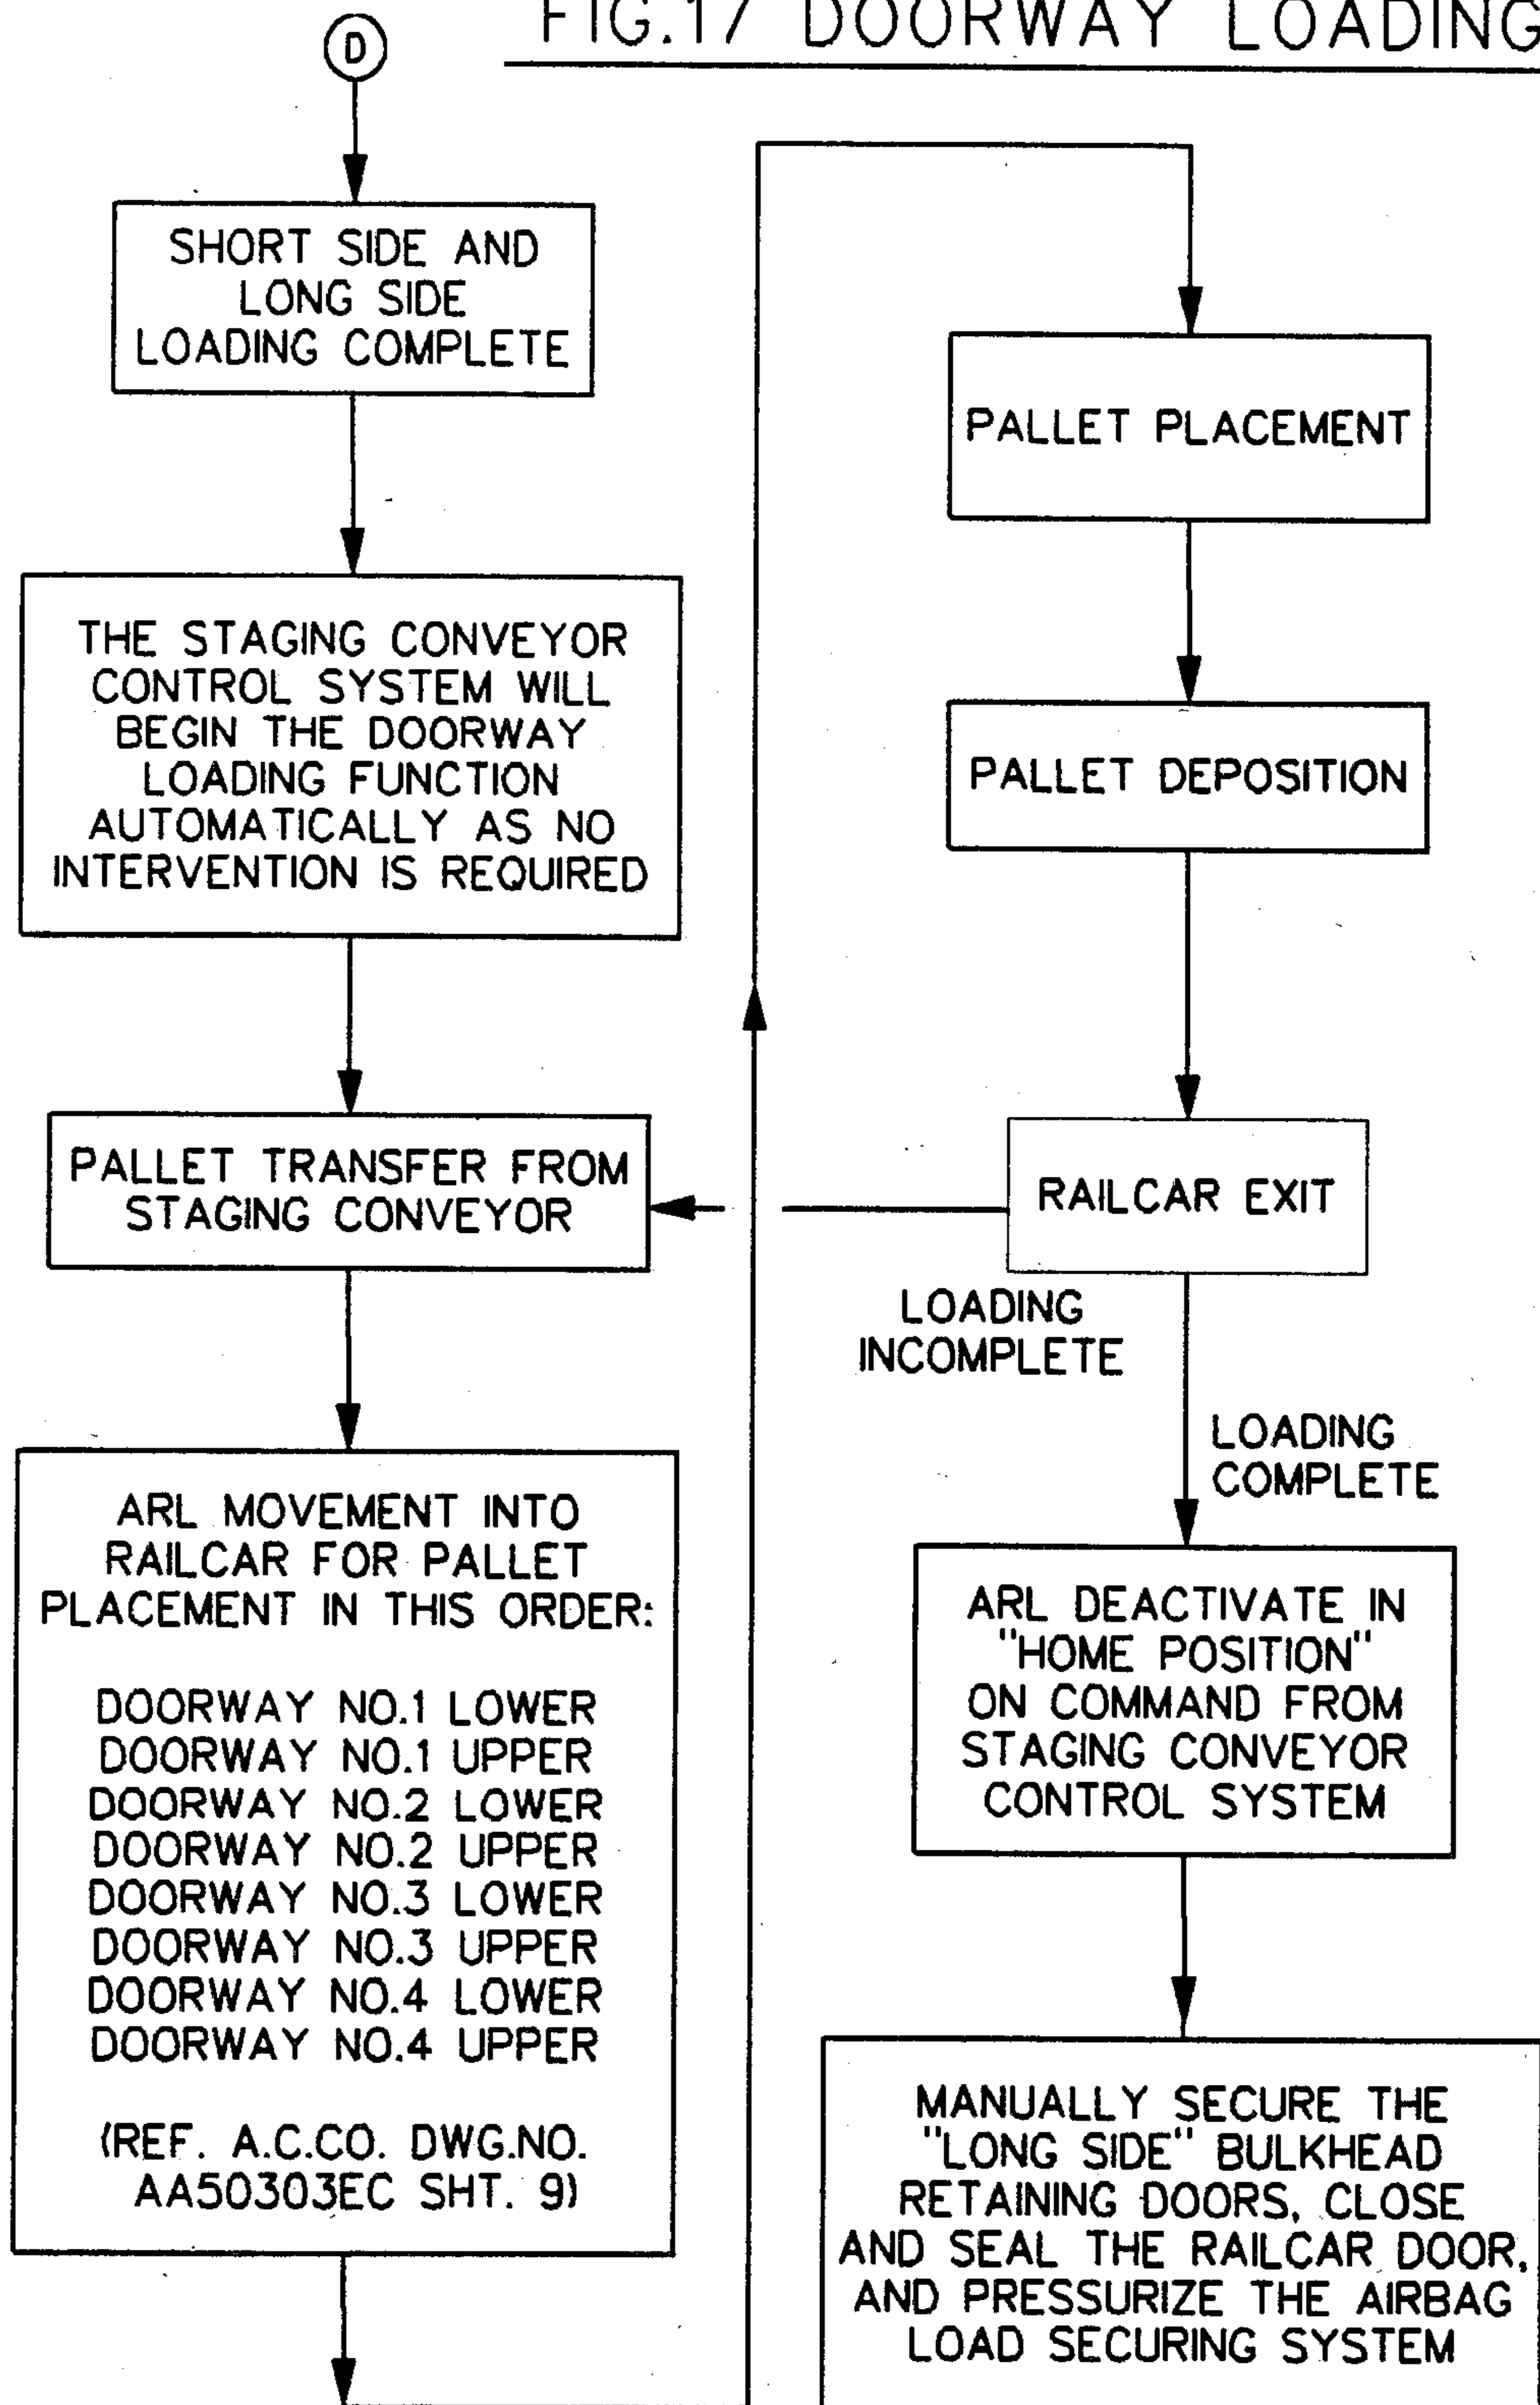 FIG.17 DOORWAY LOADING
D
SHORT SIDE AND
LONG SIDE
LOADING COMPLETE
THE STAGING CONVEYOR
CONTROL SYSTEM WILL
BEGIN THE DOORWAY
LOADING FUNCTION
AUTOMATICALLY AS NO
INTERVENTION IS REQUIRED
PALLET TRANSFER FROM
STAGING CONVEYOR
ARL MOVEMENT INTO
RAILCAR FOR PALLET
PLACEMENT IN THIS ORDER:
DOORWAY NO.1 LOWER
DOORWAY NO.1 UPPER
DOORWAY NO.2 LOWER
DOORWAY NO.2 UPPER
DOORWAY NO.3 LOWER
DOORWAY NO.3 UPPER
DOORWAY NO.4 LOWER
DOORWAY NO.4 UPPER
(REF. A.C.CO. DWG.NO.
AA50303EC SHT. 9)
PALLET PLACEMENT
PALLET DEPOSITION
RAILCAR EXIT
LOADING
INCOMPLETE
LOADING
COMPLETE
ARL DEACTIVATE IN
"HOME POSITION"
ON COMMAND FROM
STAGING CONVEYOR
CONTROL SYSTEM
MANUALLY SECURE THE
"LONG SIDE" BULKHEAD
RETAINING DOORS, CLOSE
AND SEAL THE RAILCAR DOOR,
AND PRESSURIZE THE AIRBAG
LOAD SECURING SYSTEM